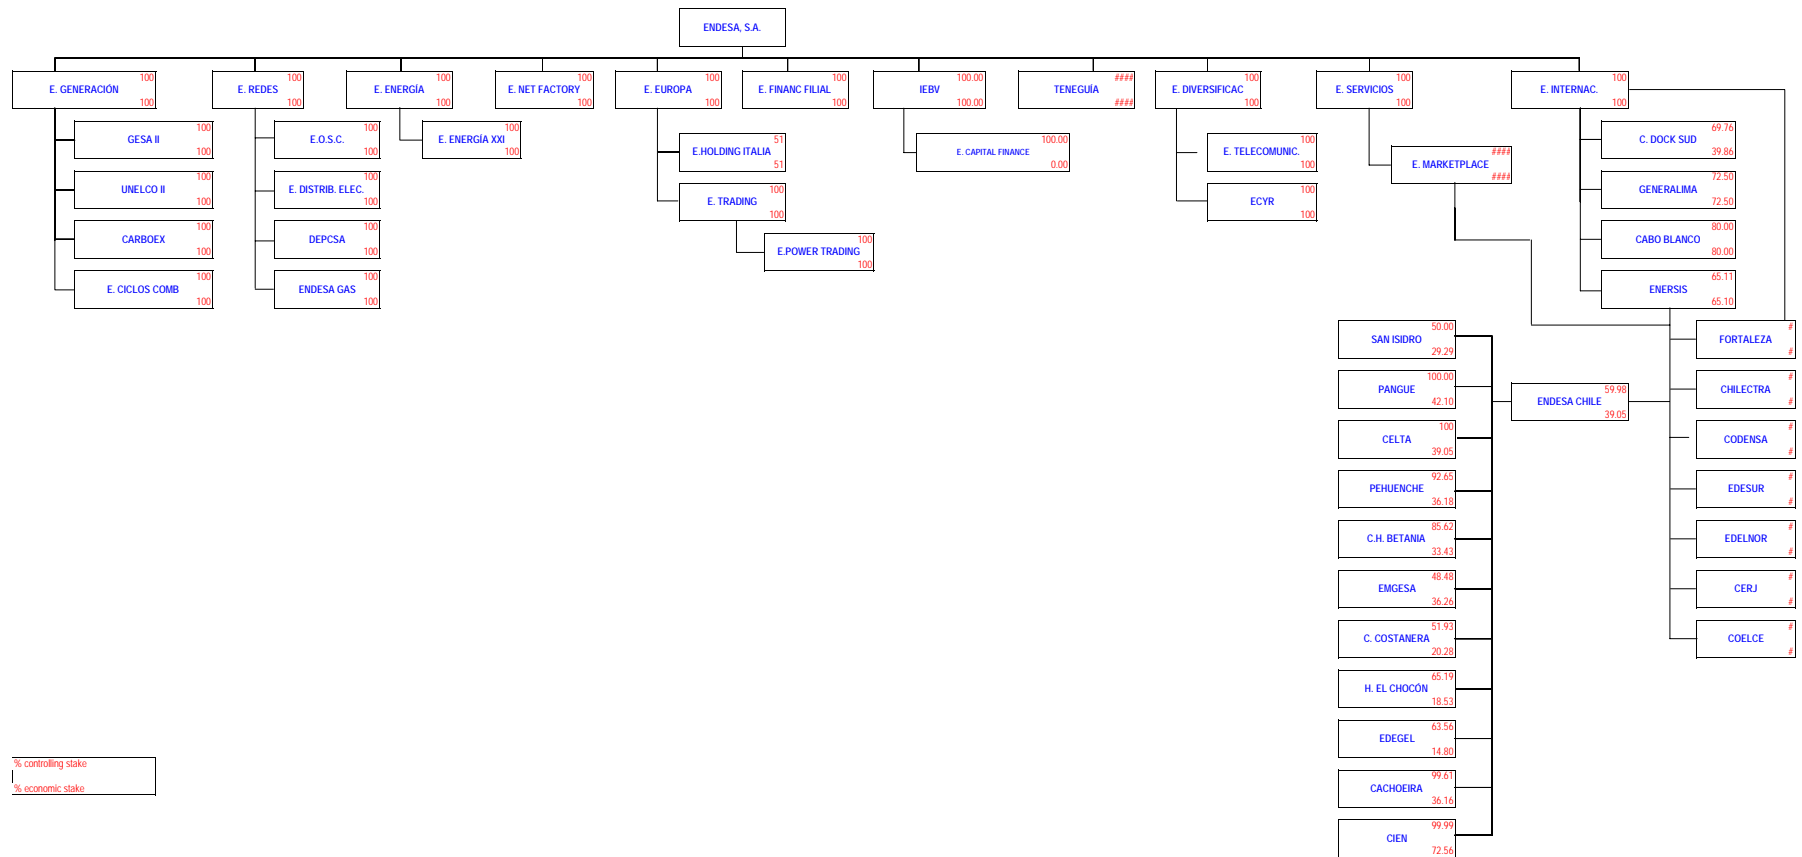 ENDESA, S.A.
100
E. GENERACIÓN
100
100
E. REDES
100
100
E. ENERGÍA
100
100
E. NET FACTORY
100
100
E. EUROPA
100
100
E. FINANC FILIAL
100
100.00
IEBV
100.00
####
TENEGUÍA
####
100
E. DIVERSIFICAC
100
100
E. SERVICIOS
100
100
E. INTERNAC.
100
100
GESA II
100
100
UNELCO II
100
100
CARBOEX
100
100
E. CICLOS COMB
100
100
E.O.S.C.
100
100
E. DISTRIB. ELEC.
100
100
DEPCSA
100
100
ENDESA GAS
100
100
E. ENERGÍA XXI
100
51
E.HOLDING ITALIA
51
100
E. TRADING
100
100
E.POWER TRADING
100
100.00
E. CAPITAL FINANCE
0.00
100
E. TELECOMUNIC.
100
100
ECYR
100
####
E. MARKETPLACE
####
69.76
C. DOCK SUD
39.86
72.50
GENERALIMA
72.50
80.00
CABO BLANCO
80.00
65.11
ENERSIS
65.10
#
FORTALEZA
#
#
CHILECTRA
#
#
CODENSA
#
#
EDESUR
#
#
EDELNOR
#
#
CERJ
#
#
COELCE
#
59.98
ENDESA CHILE
39.05
50.00
SAN ISIDRO
29.29
100.00
PANGUE
42.10
100
CELTA
39.05
92.65
PEHUENCHE
36.18
85.62
C.H. BETANIA
33.43
48.48
EMGESA
36.26
51.93
C. COSTANERA
20.28
65.19
H. EL CHOCÓN
18.53
63.56
EDEGEL
14.80
99.61
CACHOEIRA
36.16
99.99
CIEN
72.56
% controlling stake
% economic stake